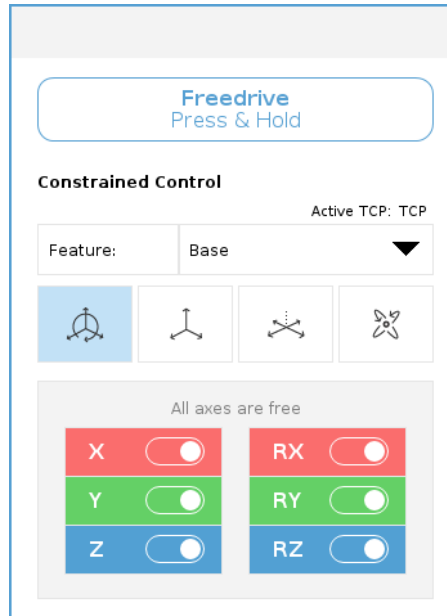 Freedrive
Press & Hold
Constrained Control
Active TCP: TCP
Feature: Base
All axes are free
X RX
Y RY
Z RZ